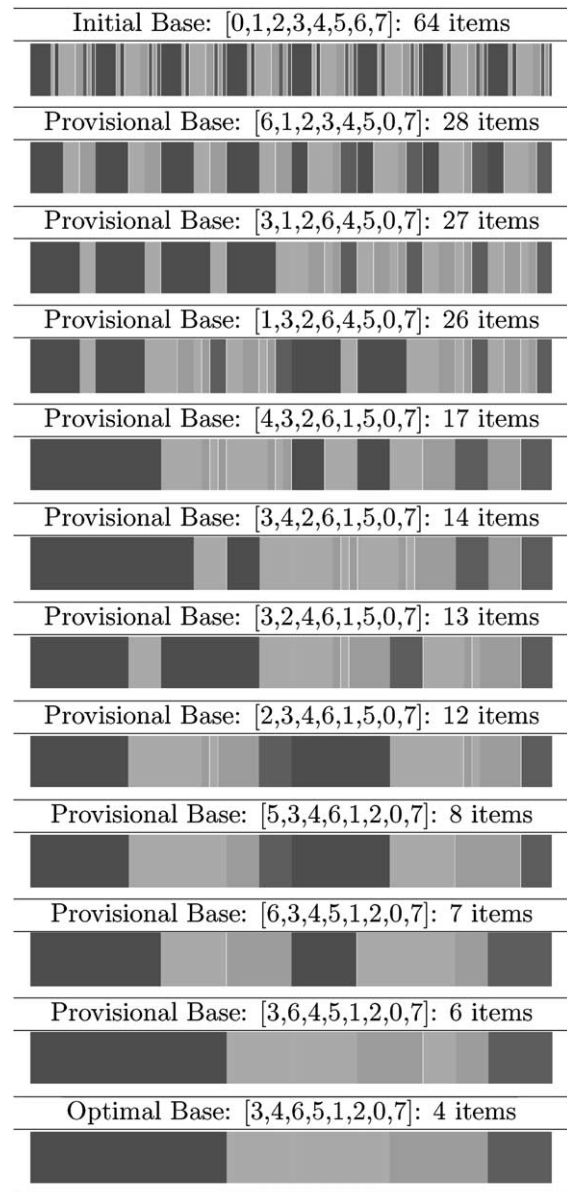 Initial Base: [0,1,2,3,4,5,6,7]: 64 items
Provisional Base: [6,1,2,3,4,5,0,7]: 28 items
Provisional Base: [3,1,2,6,4,5,0,7]: 27 items
Provisional Base: [1,3,2,6,4,5,0,7]: 26 items
Provisional Base: [4,3,2,6,1,5,0,7]: 17 items
Provisional Base: [3,4,2,6,1,5,0,7]: 14 items
Provisional Base: [3,2,4,6,1,5,0,7]: 13 items
Provisional Base: [2,3,4,6,1,5,0,7]: 12 items
Provisional Base: [5,3,4,6,1,2,0,7]: 8 items
Provisional Base: [6,3,4,5,1,2,0,7]: 7 items
Provisional Base: [3,6,4,5,1,2,0,7]: 6 items
Optimal Base: [3,4,6,5,1,2,0,7]: 4 items